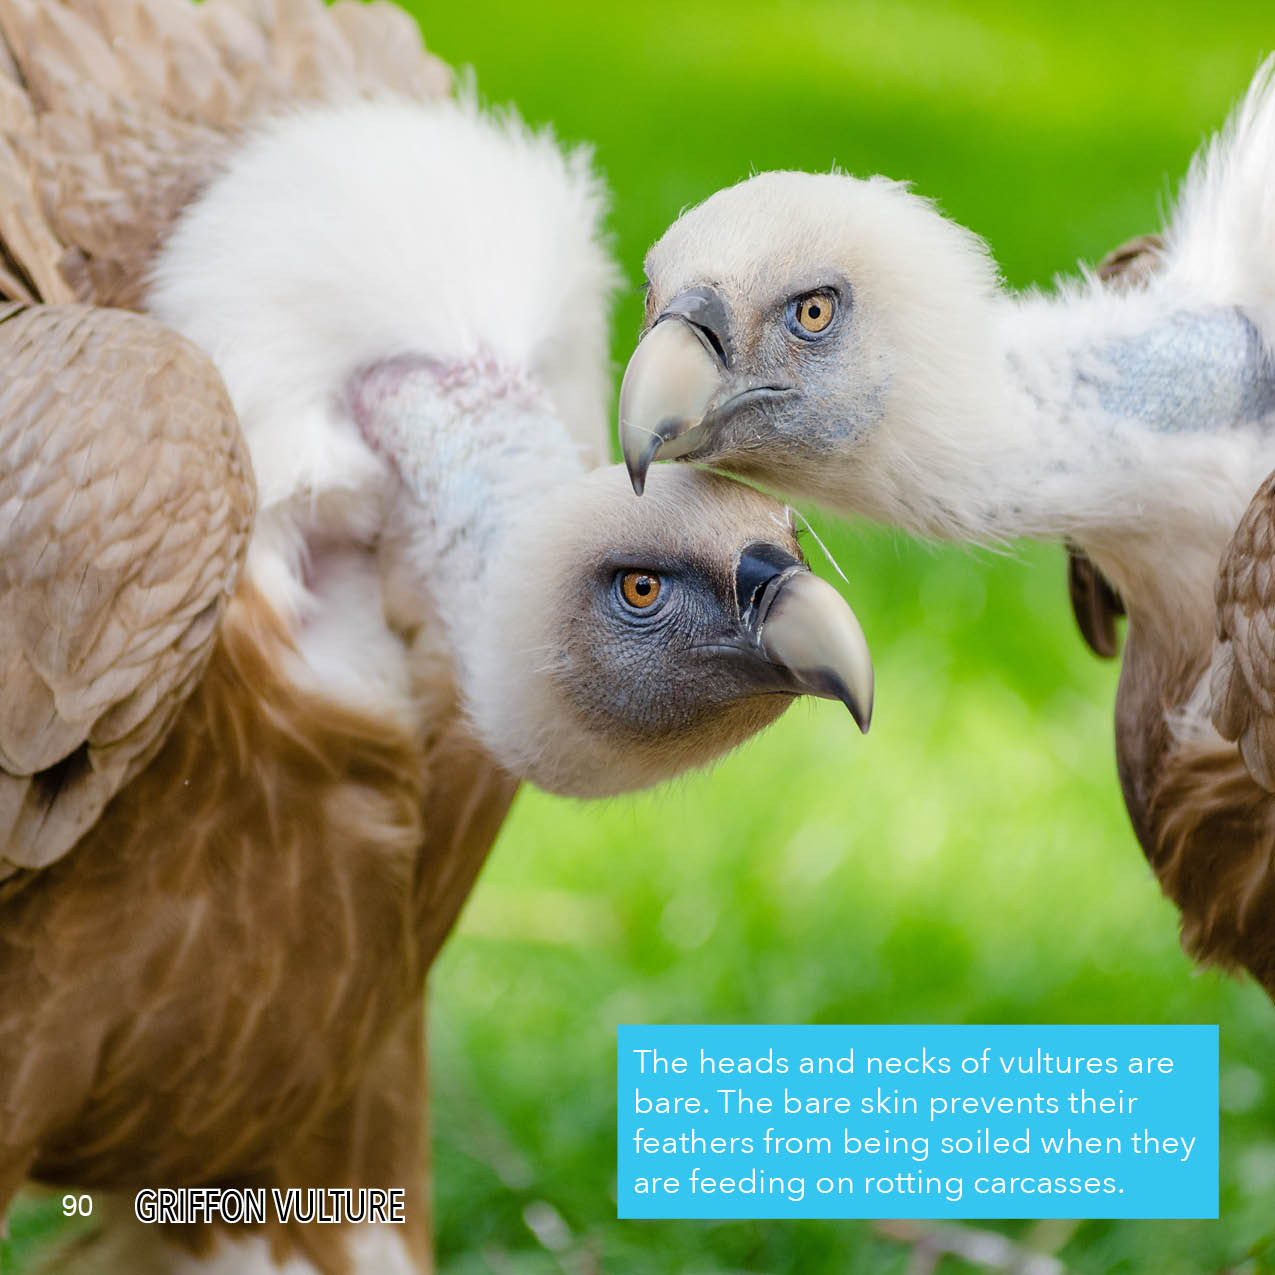 The heads and necks of vultures are
bare. The bare skin prevents their
feathers from being soiled when they
are feeding on rotting carcasses.
90 GRIFFON VULTURE